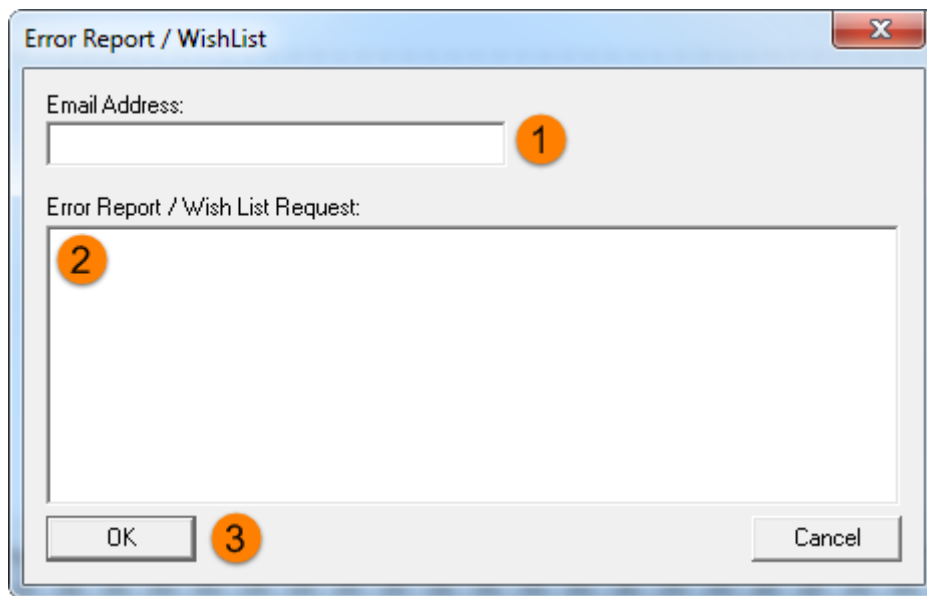 Error Report / WishList
X
Email Address:
1
Error Report / Wish List Request:
2
OK
3
Cancel